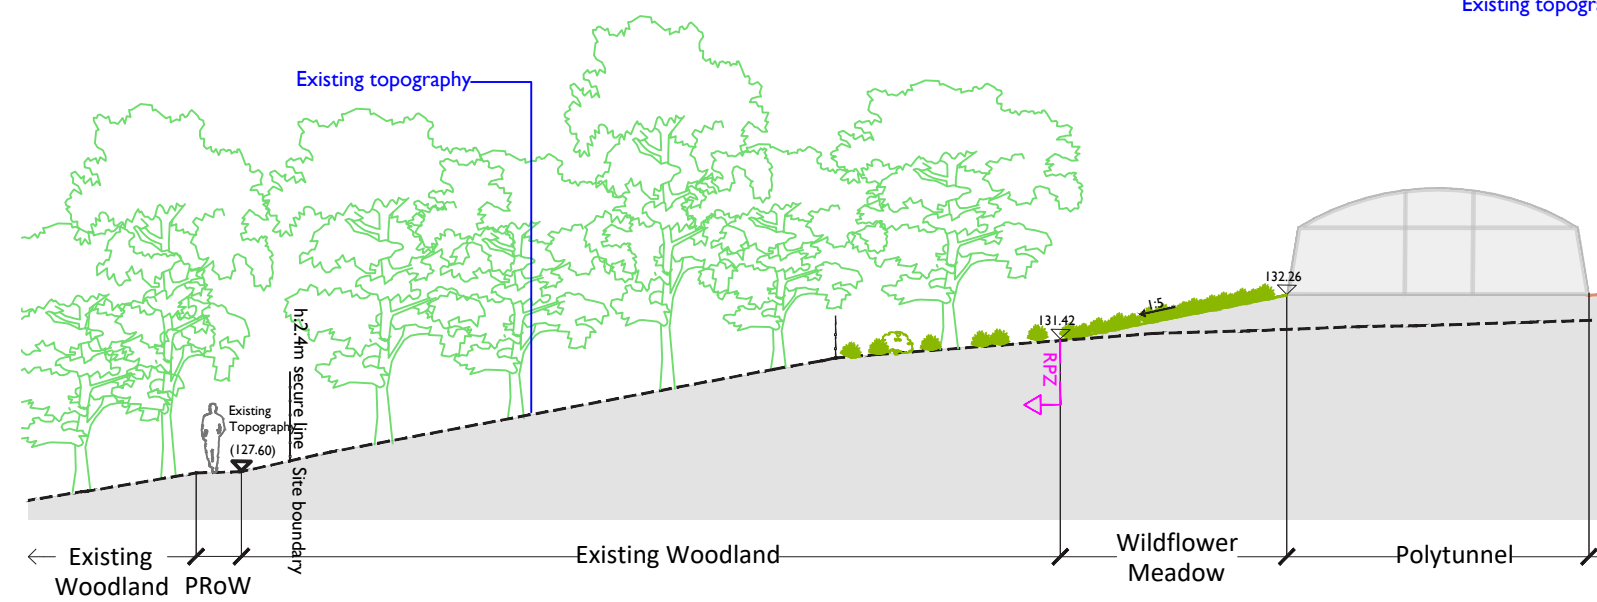 Existing topogra
Existing topography
132.26
1:5
131.42
RPZ
h:2.4m secure line
Existing
Topography
(127.60)
Site boundary
Existing
Woodland
PRoW
Existing Woodland
Wildflower
Meadow
Polytunnel